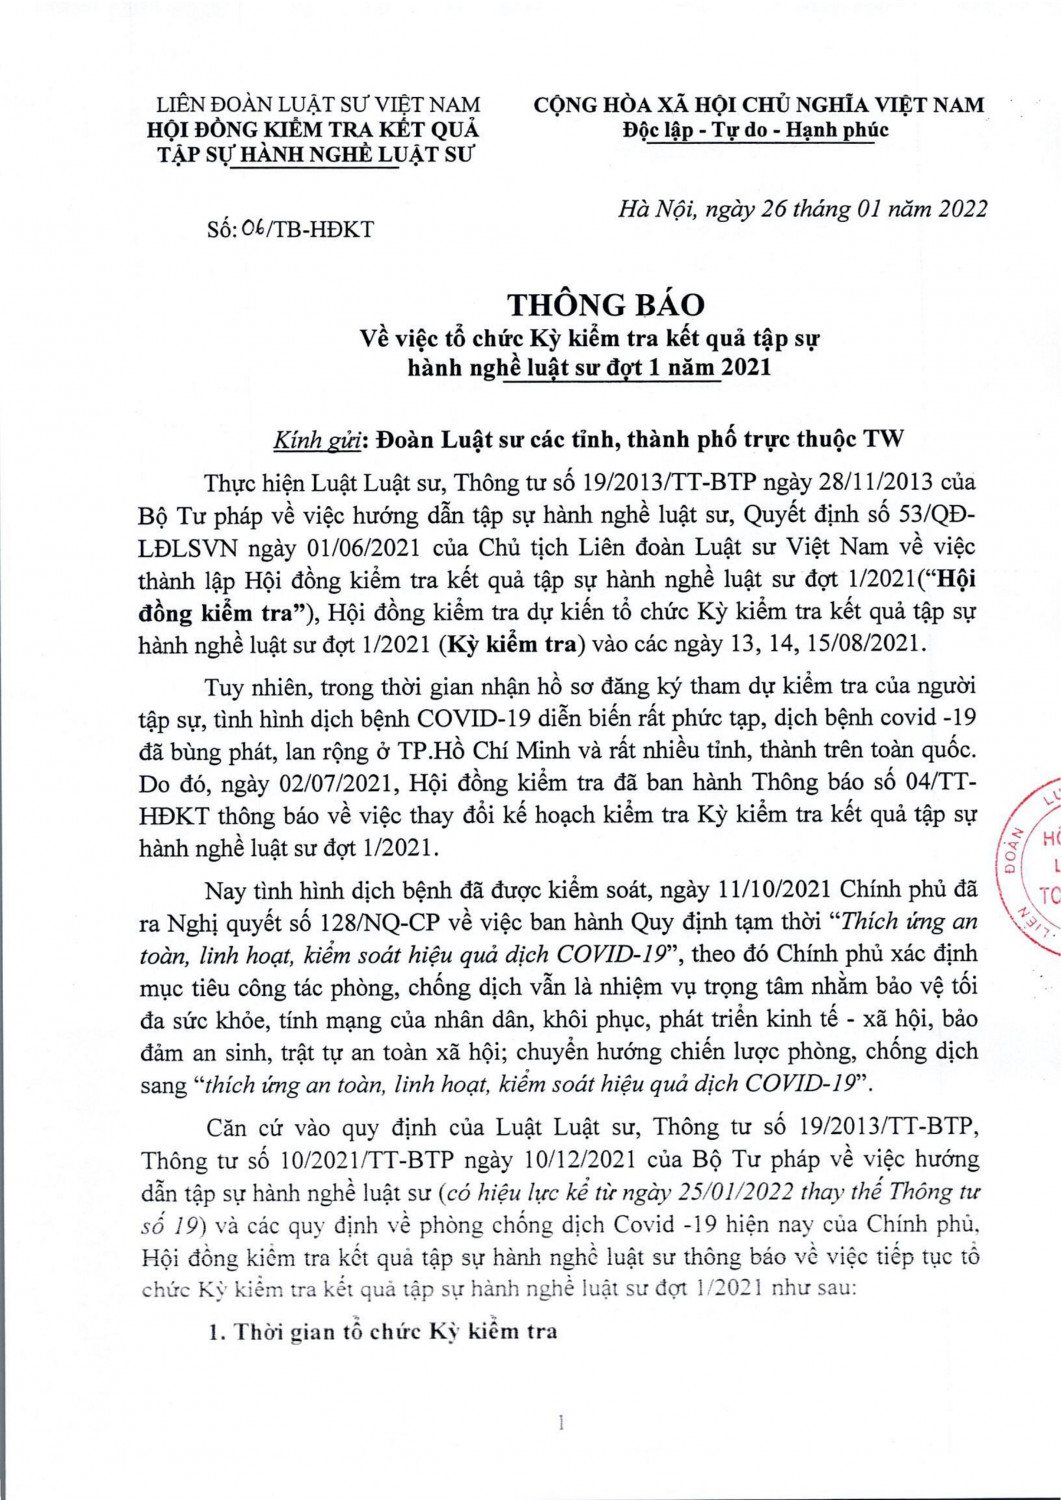 LIÊN ĐOÀN LUẬT SƯ VIỆT NAM
HỘI ĐỒNG KIỂM TRA KẾT QUẢ
TẬP SỰ HÀNH NGHỀ LUẬT SƯ
Số: 06/TB-HĐKT
CỘNG HÒA XÃ HỘI CHỦ NGHĨA VIỆT NAM
Độc lập - Tự do - Hạnh phúc
Hà Nội, ngày 26 tháng 01 năm 2022
THÔNG BÁO
Về việc tổ chức Kỳ kiểm tra kết quả tập sự
hành nghề luật sư đợt 1 năm 2021
Kính gửi: Đoàn Luật sư các tỉnh, thành phố trực thuộc TW
Thực hiện Luật Luật sư, Thông tư số 19/2013/TT-BTP ngày 28/11/2013 của
Bộ Tư pháp về việc hướng dẫn tập sự hành nghề luật sư, Quyết định số 53/QĐ-
LĐLSVN ngày 01/06/2021 của Chủ tịch Liên đoàn Luật sư Việt Nam về việc
thành lập Hội đồng kiểm tra kết quả tập sự hành nghề luật sư đợt 1/2021(“Hội
đồng kiểm tra”), Hội đồng kiểm tra dự kiến tổ chức Kỳ kiểm tra kết quả tập sự
hành nghề luật sư đợt 1/2021 (Kỳ kiểm tra) vào các ngày 13, 14, 15/08/2021.
Tuy nhiên, trong thời gian nhận hồ sơ đăng ký tham dự kiểm tra của người
tập sự, tình hình dịch bệnh COVID-19 diễn biến rất phức tạp, dịch bệnh covid -19
đã bùng phát, lan rộng ở TP.Hồ Chí Minh và rất nhiều tỉnh, thành trên toàn quốc.
Do đó, ngày 02/07/2021, Hội đồng kiểm tra đã ban hành Thông báo số 04/TT-
HĐKT thông báo về việc thay đổi kế hoạch kiểm tra Kỳ kiểm tra kết quả tập sự
hành nghề luật sư đợt 1/2021.
Nay tình hình dịch bệnh đã được kiểm soát, ngày 11/10/2021 Chính phủ đã
ra Nghị quyết số 128/NQ-CP về việc ban hành Quy định tạm thời “Thích ứng an
toàn, linh hoạt, kiểm soát hiệu quả dịch COVID-19”, theo đó Chính phủ xác định
mục tiêu công tác phòng, chống dịch vẫn là nhiệm vụ trọng tâm nhằm bảo vệ tối
đa sức khỏe, tính mạng của nhân dân, khôi phục, phát triển kinh tế - xã hội, bảo
đảm an sinh, trật tự an toàn xã hội; chuyển hướng chiến lược phòng, chống dịch
sang “thích ứng an toàn, linh hoạt, kiểm soát hiệu quả dịch COVID-19”.
Căn cứ vào quy định của Luật Luật sư, Thông tư số 19/2013/TT-BTP,
Thông tư số 10/2021/TT-BTP ngày 10/12/2021 của Bộ Tư pháp về việc hướng
dẫn tập sự hành nghề luật sư (có hiệu lực kể từ ngày 25/01/2022 thay thế Thông tư
số 19) và các quy định về phòng chống dịch Covid -19 hiện nay của Chính phủ,
Hội đồng kiểm tra kết quả tập sự hành nghề luật sư thông báo về việc tiếp tục tổ
chức Kỳ kiểm tra kết quả tập sự hành nghề luật sư đợt 1/2021 như sau:
1. Thời gian tổ chức Kỳ kiểm tra
LIÊN ĐOÀN
1